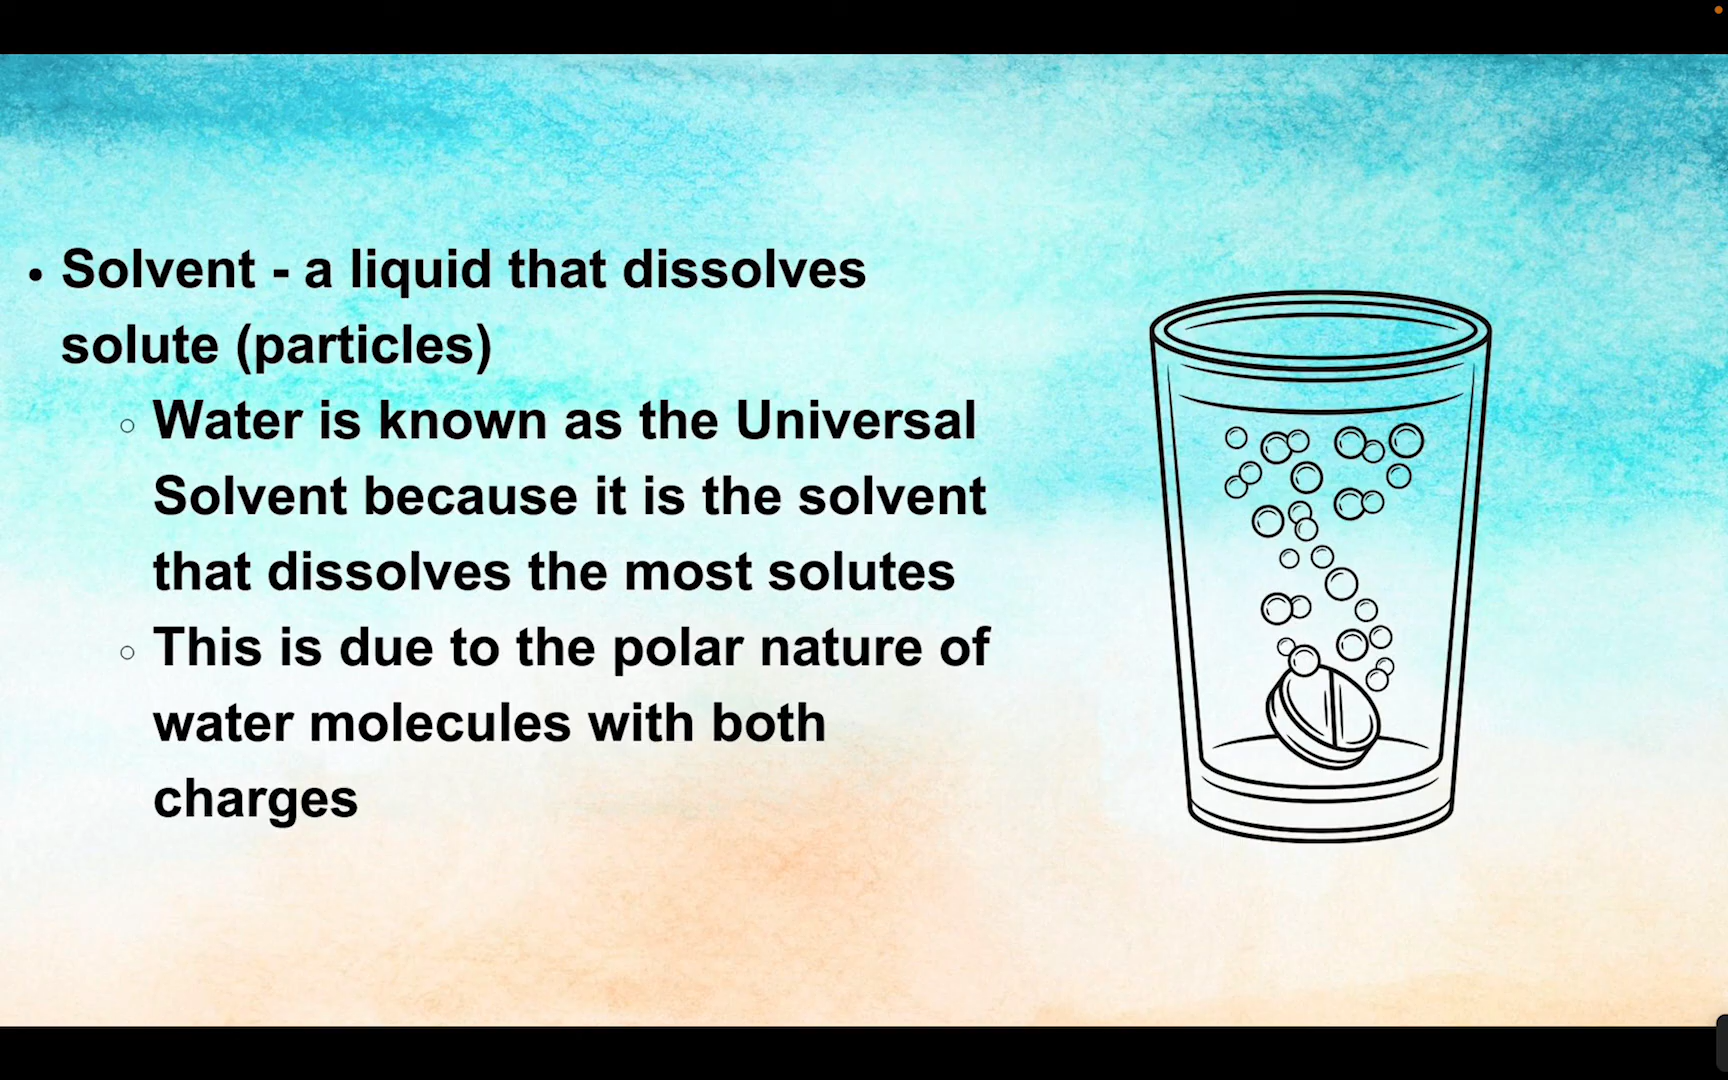 • Solvent - a liquid that dissolves
solute (particles)
○ Water is known as the Universal
Solvent because it is the solvent
that dissolves the most solutes
○ This is due to the polar nature of
water molecules with both
charges